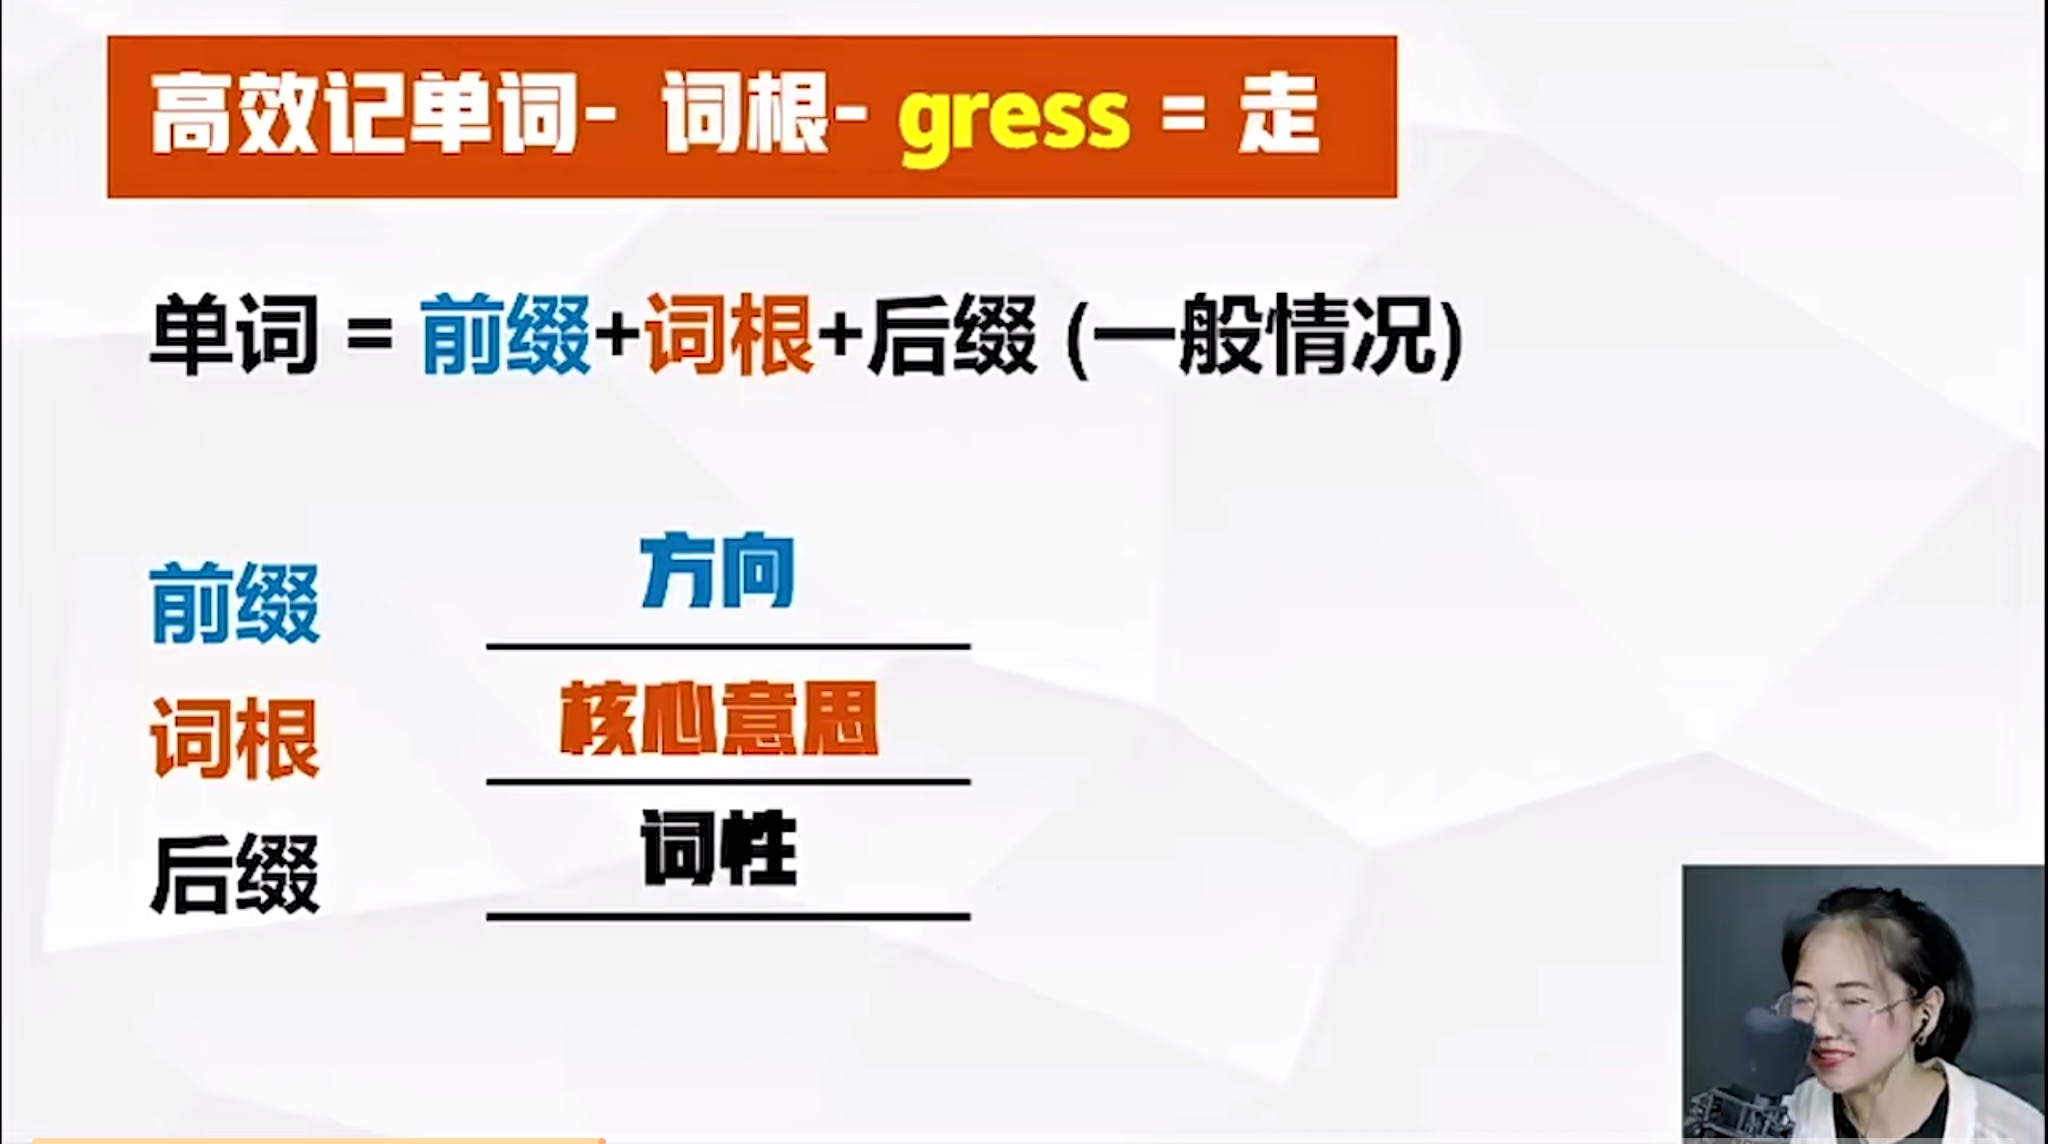 高效记单词- 词根- gress = 走
单词 = 前缀+词根+后缀 (一般情况)
前缀 方向
词根 核心意思
后缀 词性